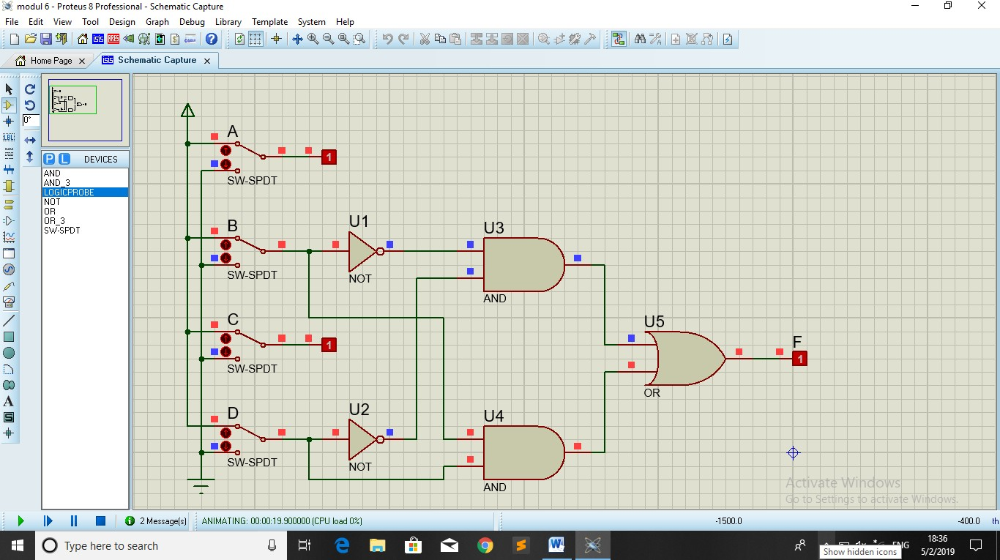 modul 6 - Proteus 8 Professional - Schematic Capture
File Edit View Tool Design Graph Debug Library Template System Help
Home Page
Schematic Capture
0°
LBL
P L DEVICES
AND
AND_3
LOGICPROBE
NOT
OR
OR_3
SW-SPDT
A
1
SW-SPDT
B
SW-SPDT
U1
NOT
U3
AND
C
1
SW-SPDT
U5
OR
F
1
D
SW-SPDT
U2
NOT
U4
AND
Activate Windows
Go to Settings to activate Windows.
2 Message(s)
ANIMATING: 00:00:19.900000 (CPU load 0%)
-1500.0
-400.0
th
Type here to search
ENG
18:36
5/2/2019
Show hidden icons